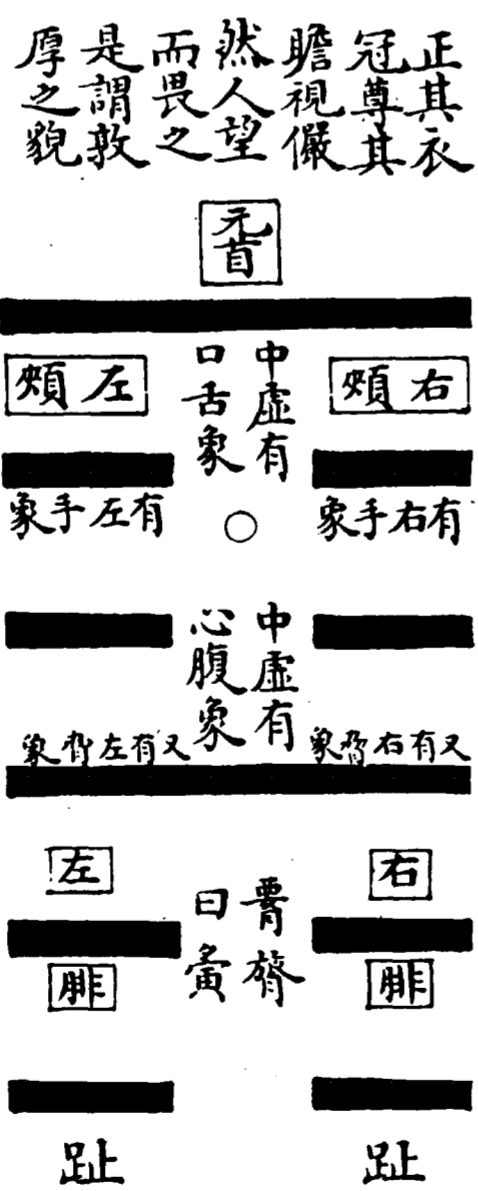 正其衣
冠尊其
瞻視儼
然人望
而畏之
是謂敦
厚之貌
元首
右頰
左頰
中虛有
口舌象
有右手象
有左手象
中虛有
心腹象
又有右象
又有左象
右
左
膂
曰夤
腓
腓
趾
趾